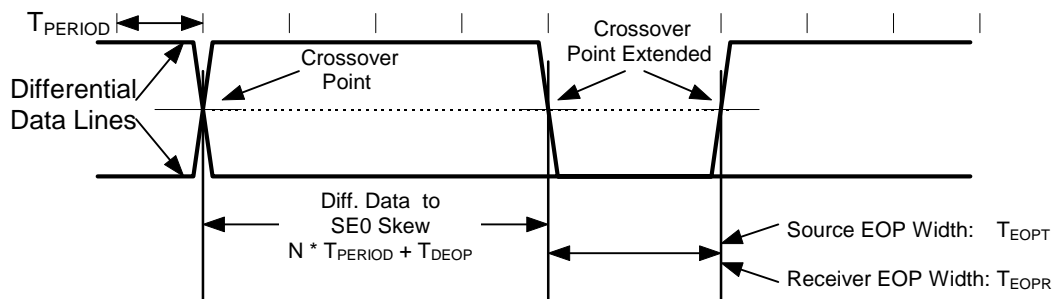 TPERIOD
Crossover
Point
Crossover
Point Extended
Differential
Data Lines
Diff. Data to
SE0 Skew
N * TPERIOD + TDEOP
Source EOP Width: TEOPT
Receiver EOP Width: TEOPR